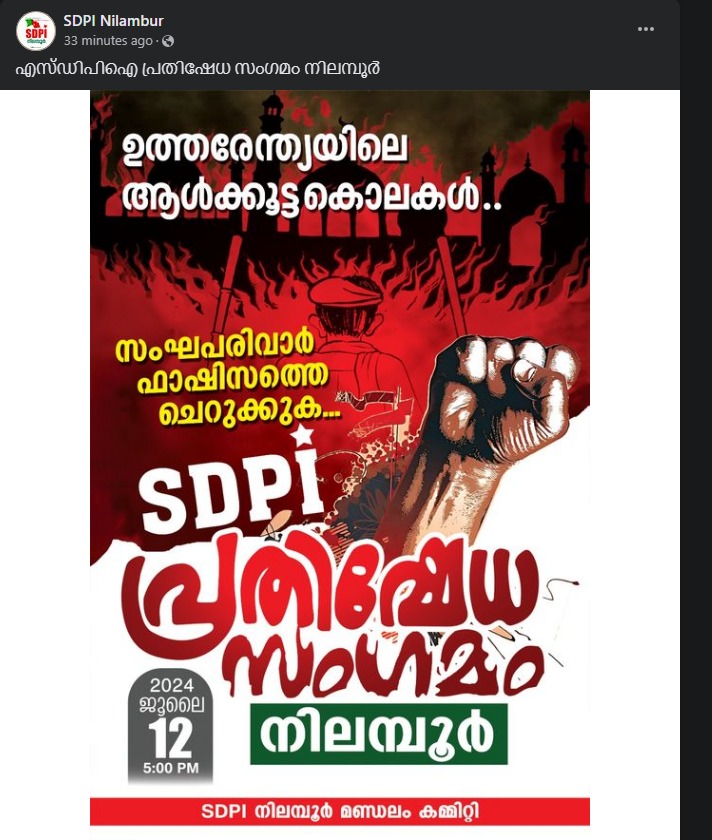 SDPI Nilambur
33 minutes ago ·
എസ്ഡിപിഐ പ്രതിഷേധ സംഗമം നിലമ്പൂർ
ഉത്തരേന്ത്യയിലെ
ആൾക്കൂട്ടകൊലകൾ..
സംഘപരിവാർ
ഫാഷിസത്തെ
ചെറുക്കുക...
SDPI
പ്രതിഷേധ
സംഗമം
2024
ജൂലൈ
12
5:00 PM
നിലമ്പൂർ
SDPI നിലമ്പൂർ മണ്ഡലം കമ്മിറ്റി